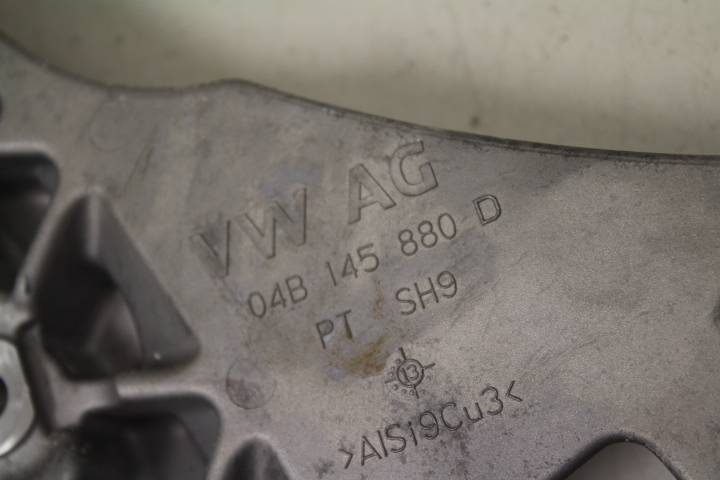 VW AG
04B 145 880 D
PT SH9
13
>AlSi9Cu3<